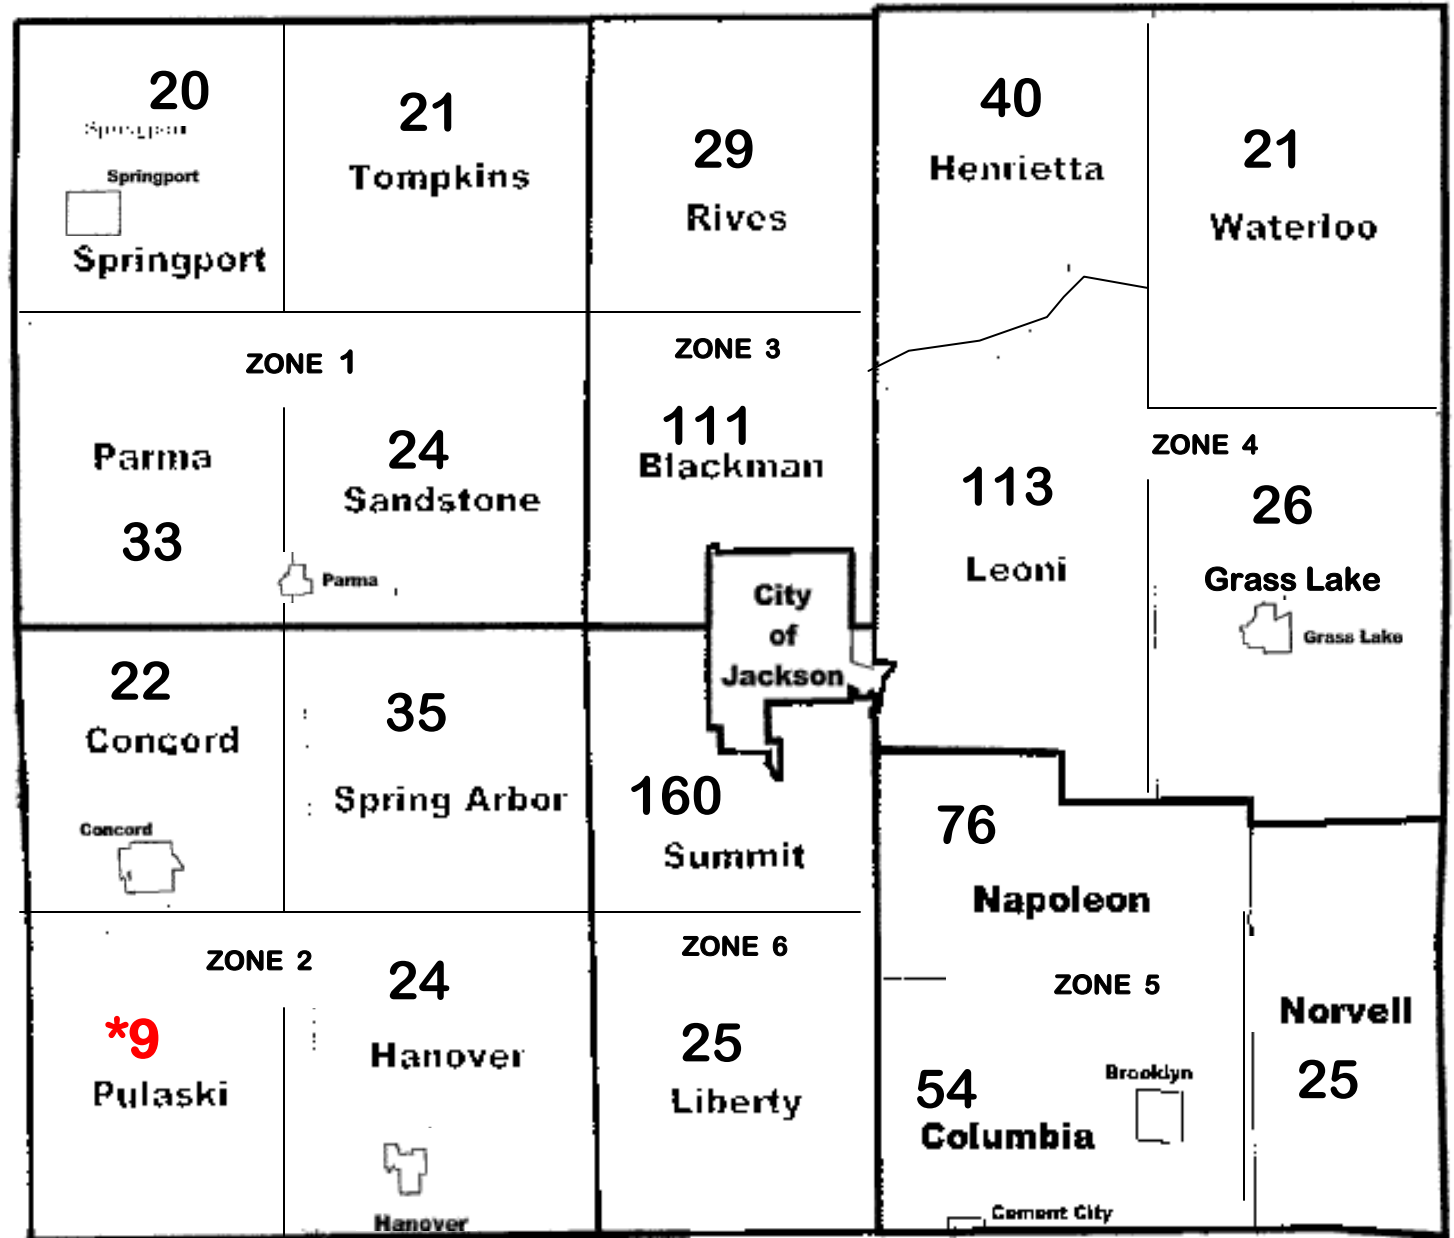 20
Springport
Springport
Springport
21
Tompkins
29
Rives
40
Henrietta
21
Waterloo
ZONE 1
Parma
33
24
Sandstone
Parma
ZONE 3
111
Blackman
City
of
Jackson
113
Leoni
ZONE 4
26
Grass Lake
Grass Lake
22
Concord
Concord
35
Spring Arbor
160
Summit
76
Napoleon
ZONE 2
*9
Pulaski
24
Hanover
Hanover
ZONE 6
25
Liberty
ZONE 5
54
Columbia
Brooklyn
Cement City
Norvell
25